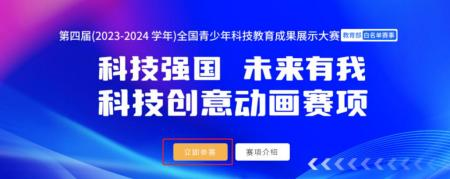 第四届(2023-2024 学年)全国青少年科技教育成果展示大赛 教育部 白名单赛事
科技强国 未来有我
科技创意动画赛项
立即参赛 赛项介绍